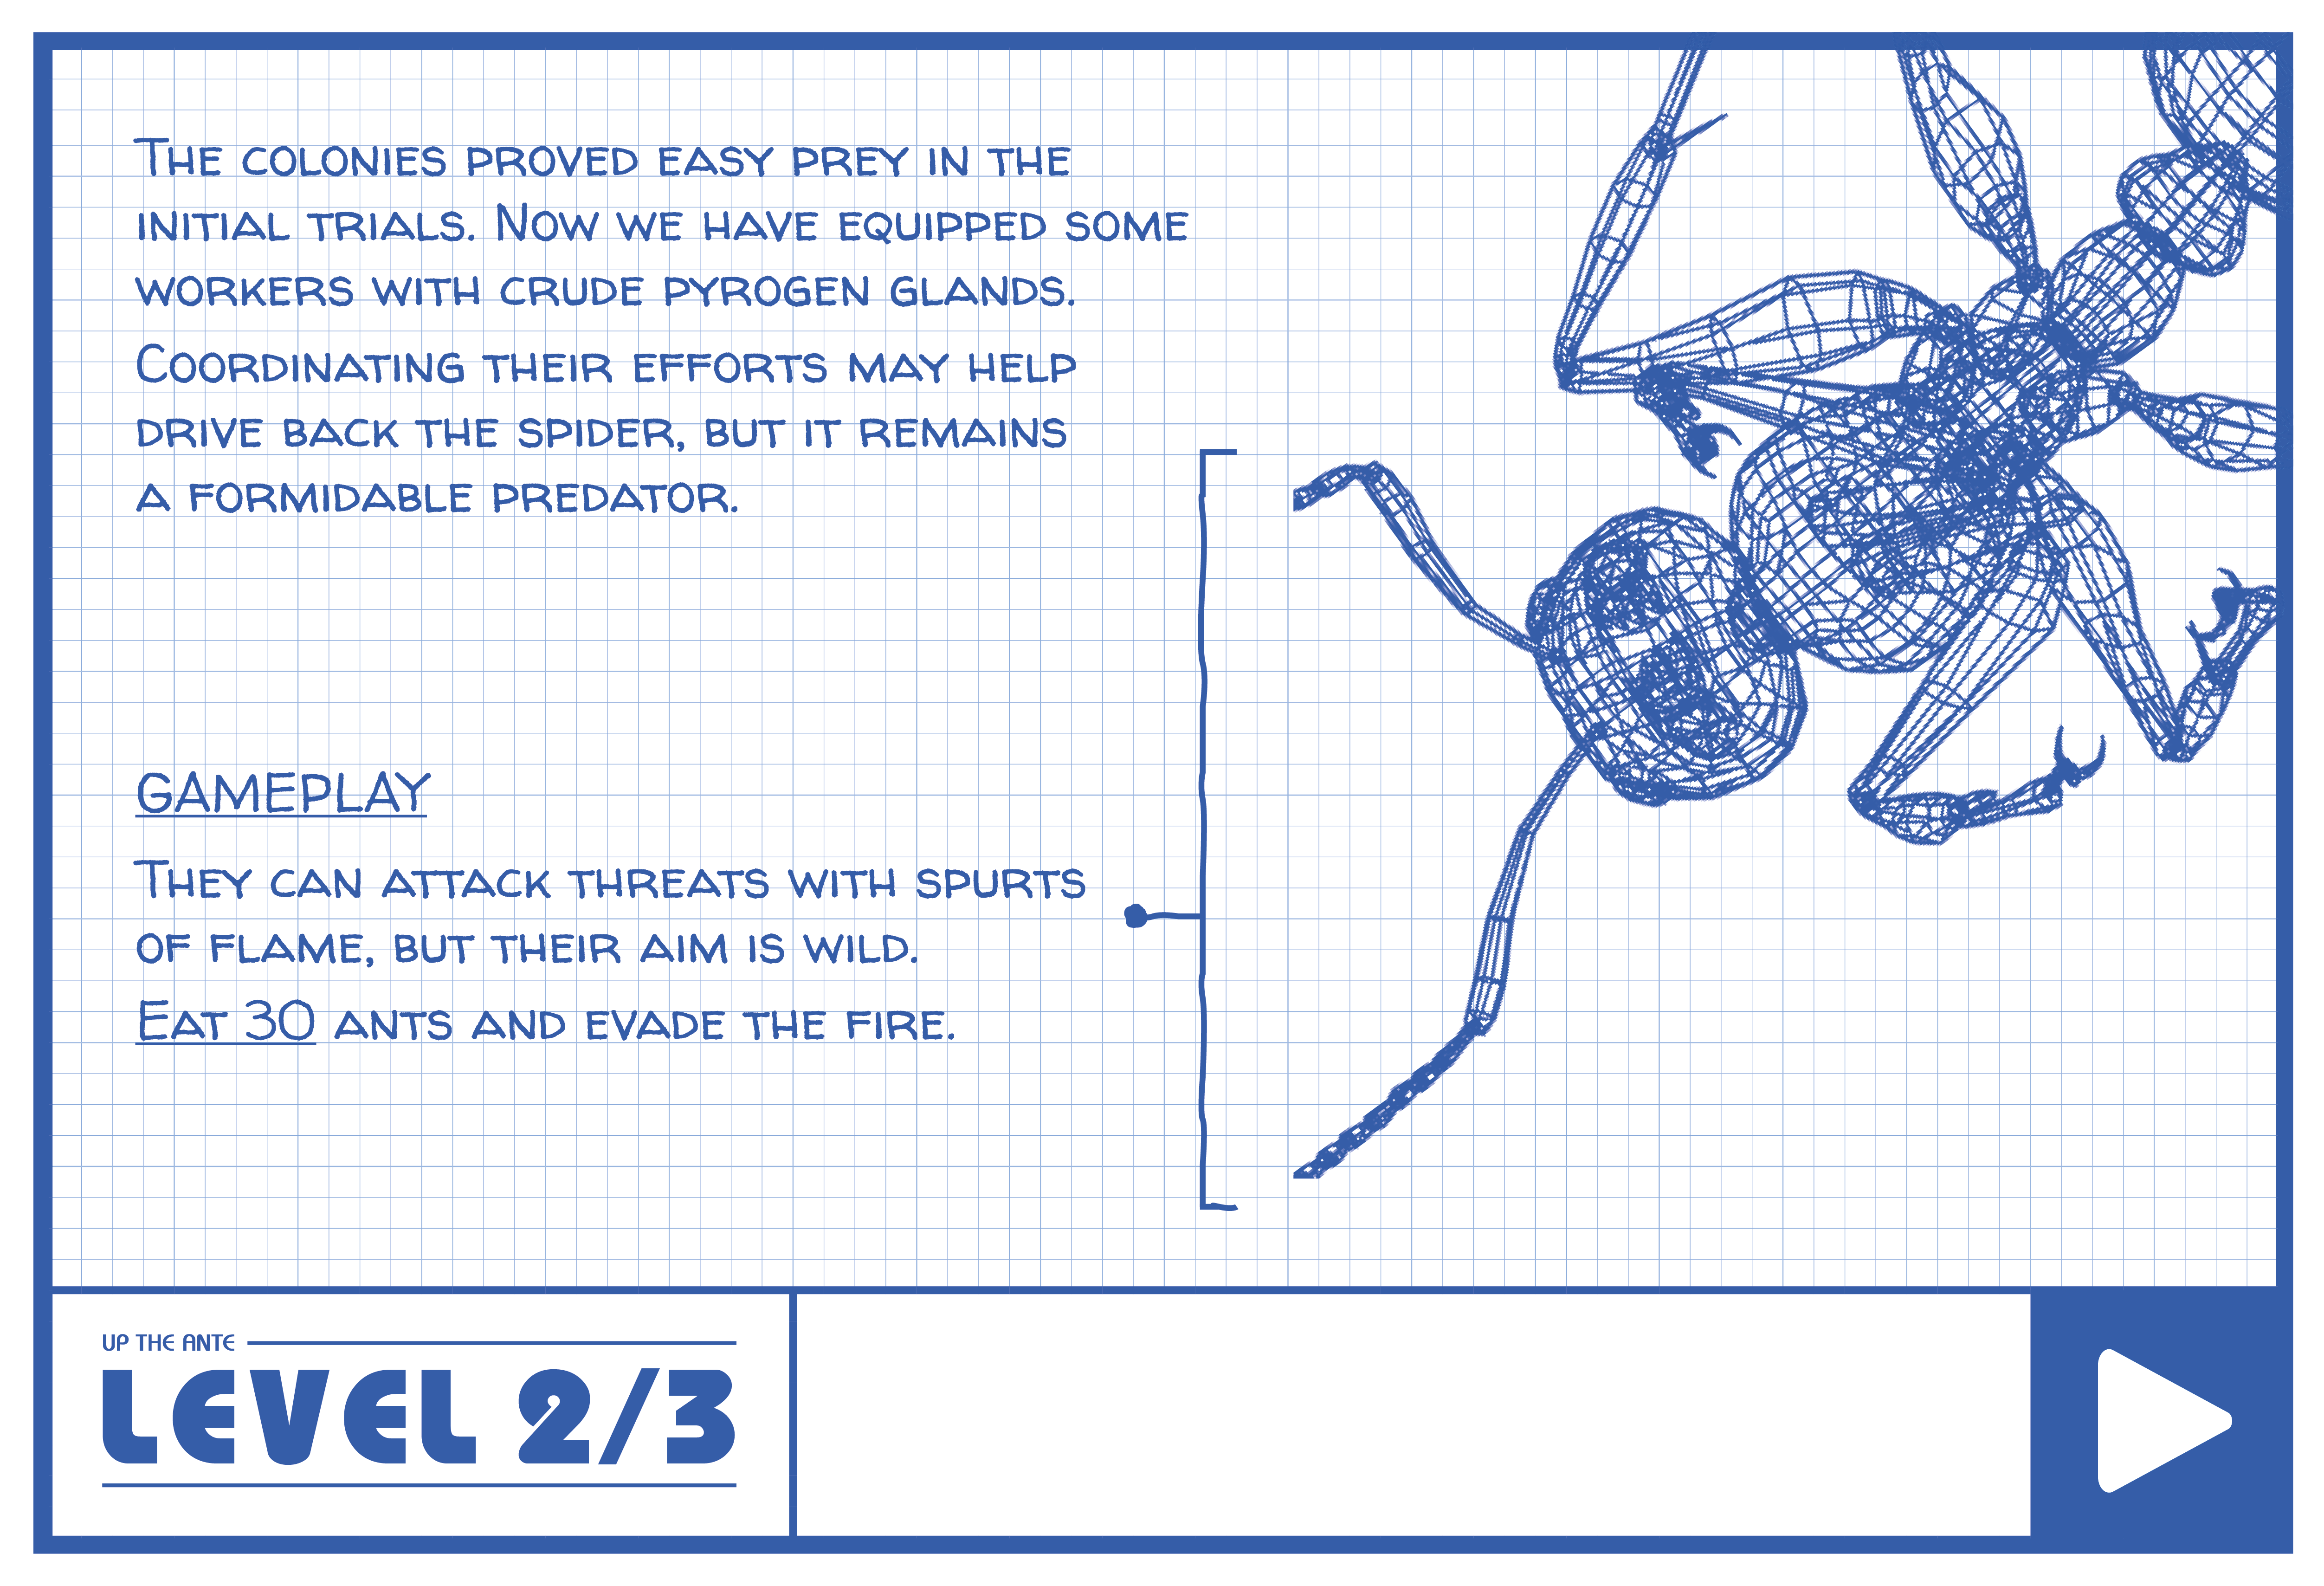 The colonies proved easy prey in the
initial trials. Now we have equipped some
workers with crude pyrogen glands.
Coordinating their efforts may help
drive back the spider, but it remains
a formidable predator.
GAMEPLAY
They can attack threats with spurts
of flame, but their aim is wild.
Eat 30 ants and evade the fire.
UP THE ANTE
LEVEL 2/3